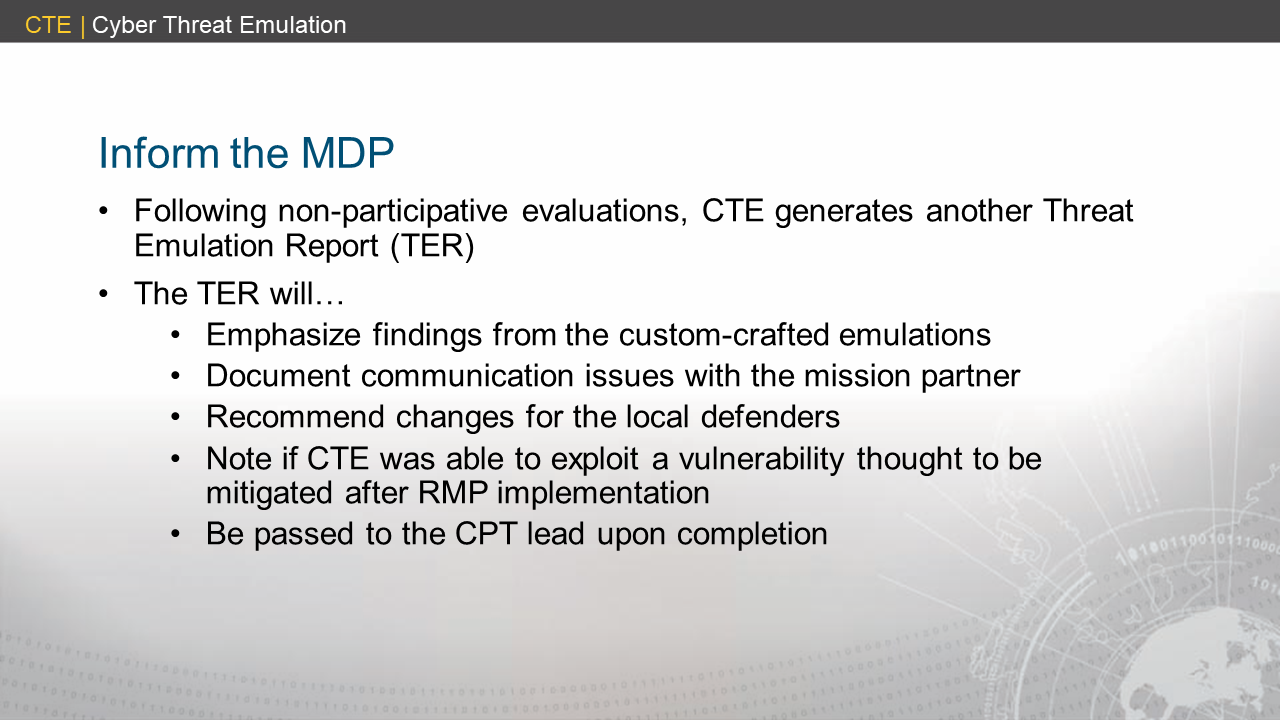 CTE | Cyber Threat Emulation
Inform the MDP
• Following non-participative evaluations, CTE generates another Threat
Emulation Report (TER)
• The TER will…
• Emphasize findings from the custom-crafted emulations
• Document communication issues with the mission partner
• Recommend changes for the local defenders
• Note if CTE was able to exploit a vulnerability thought to be
mitigated after RMP implementation
• Be passed to the CPT lead upon completion